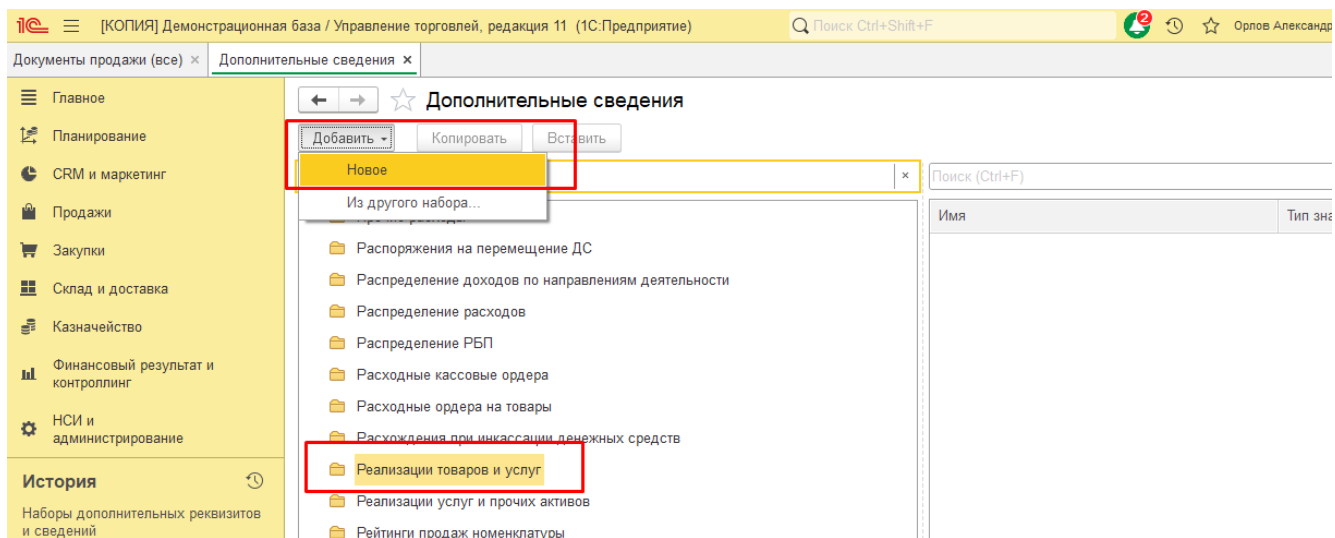 [КОПИЯ] Демонстрационная база / Управление торговлей, редакция 11 (1С:Предприятие)
Поиск Ctrl+Shift+F
2
Орлов Александр
Документы продажи (все) ×
Дополнительные сведения ×
Главное
Планирование
CRM и маркетинг
Продажи
Закупки
Склад и доставка
Казначейство
Финансовый результат и
контроллинг
НСИ и
администрирование
История
Наборы дополнительных реквизитов
и сведений
Дополнительные сведения
Добавить
Копировать
Вставить
Новое
Из другого набора...
×
Поиск (Ctrl+F)
Имя
Тип зна
Распоряжения на перемещение ДС
Распределение доходов по направлениям деятельности
Распределение расходов
Распределение РБП
Расходные кассовые ордера
Расходные ордера на товары
Расхождения при инкассации денежных средств
Реализации товаров и услуг
Реализации услуг и прочих активов
Рейтинги продаж номенклатуры